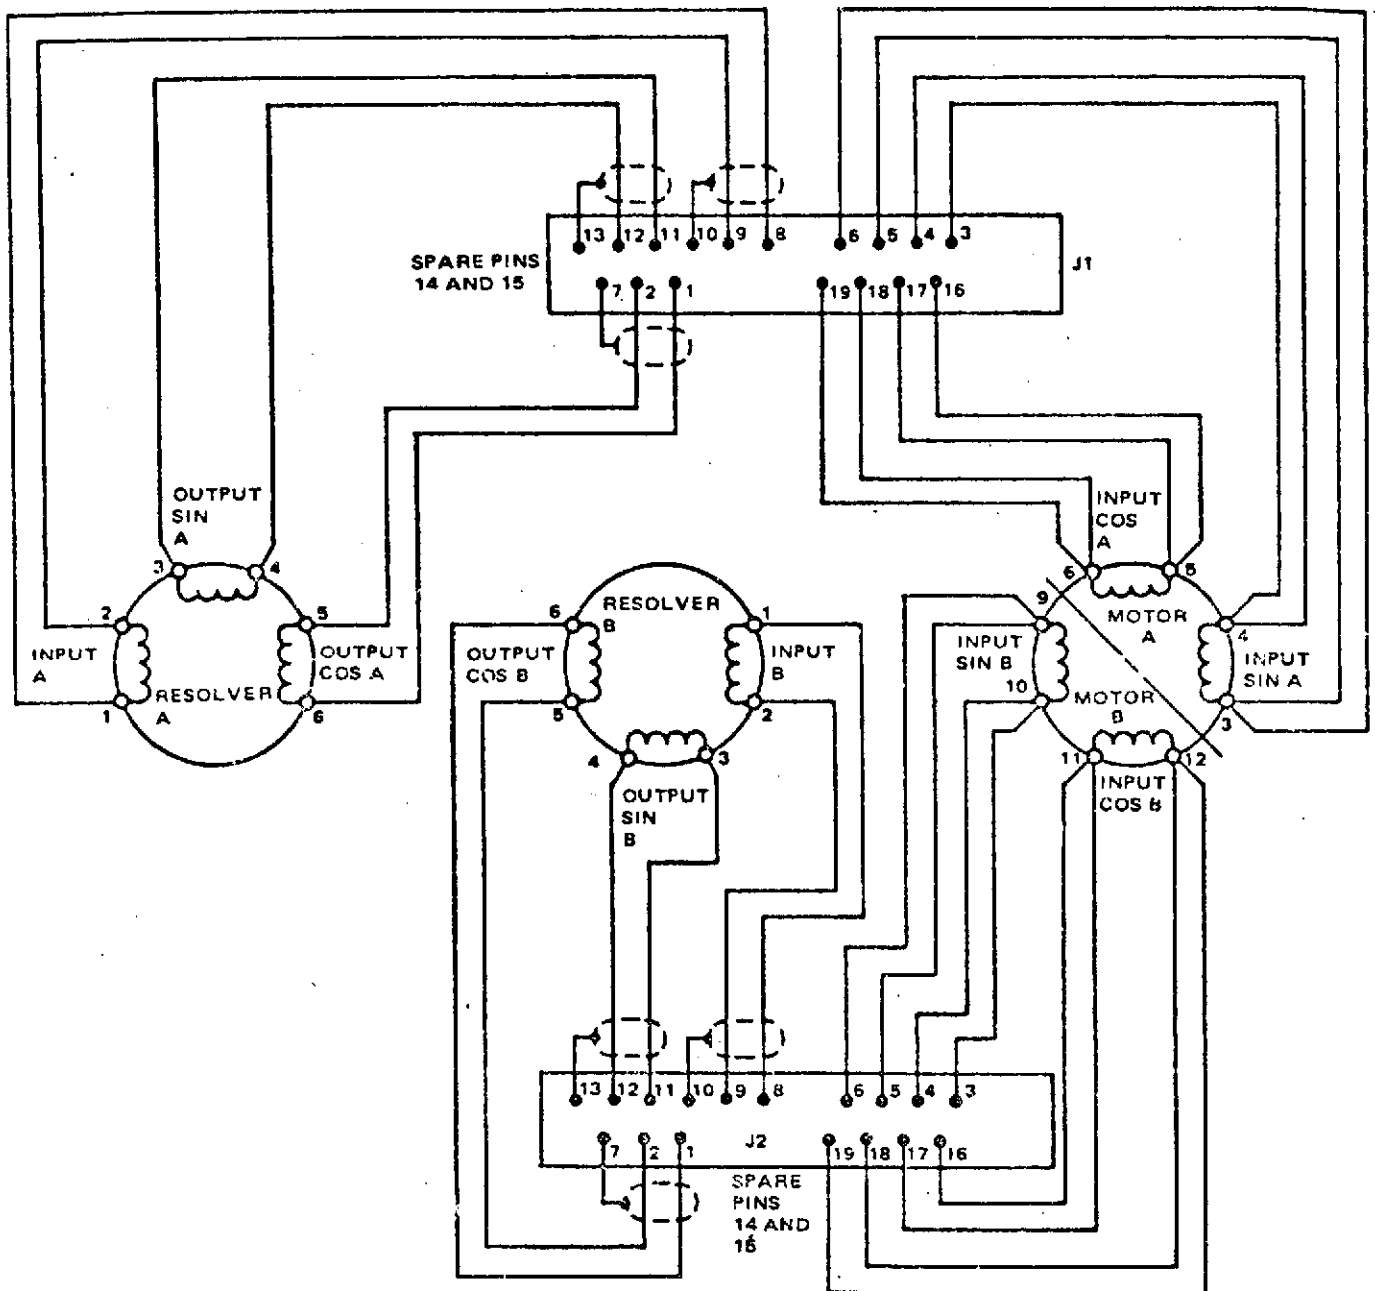 13 12 11 10 9 8 6 5 4 3
SPARE PINS
14 AND 15
J1
7 2 1 19 18 17 16
OUTPUT
SIN
A
INPUT
COS
A
3 4
6 5
2 5
INPUT
A
OUTPUT
COS A
RESOLVER
A
1 6
RESOLVER
B
6 1
OUTPUT
COS B
INPUT
B
5 2
4 3
OUTPUT
SIN
B
9
MOTOR
A
4
INPUT
SIN B
INPUT
SIN A
10
MOTOR
B
3
11 12
INPUT
COS B
13 12 11 10 9 8 6 5 4 3
J2
7 2 1 19 18 17 16
SPARE
PINS
14 AND
15